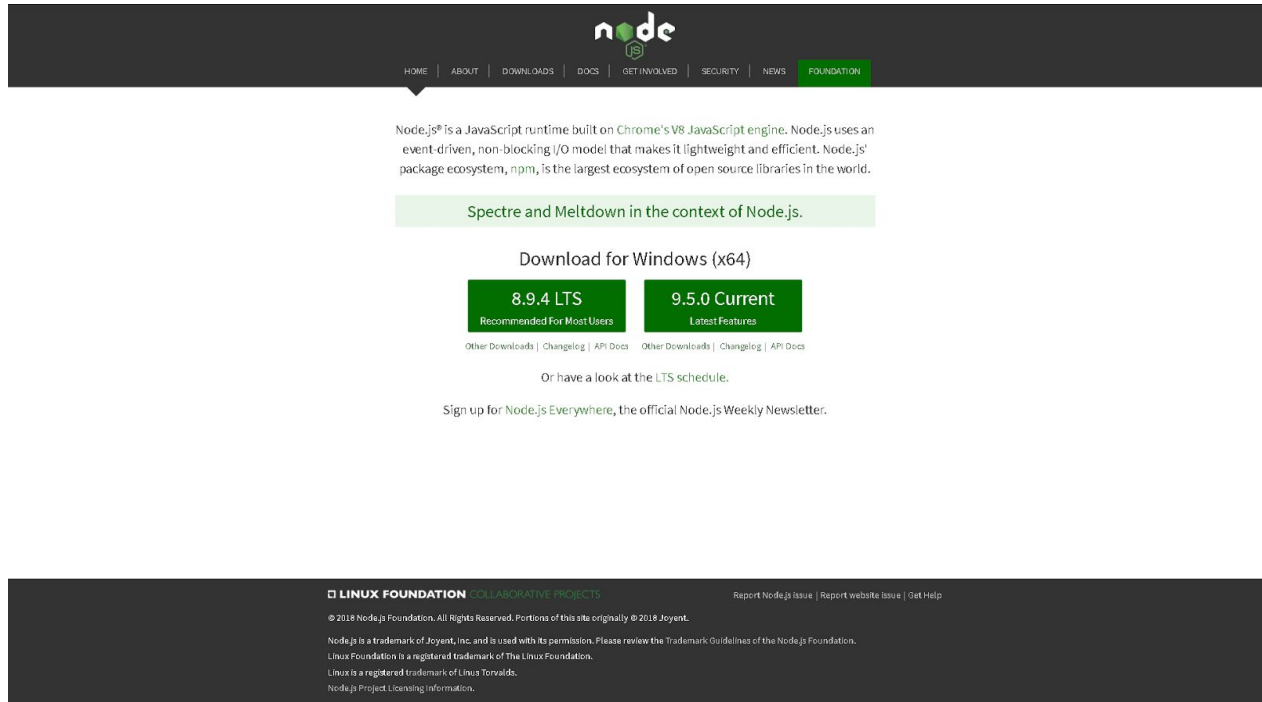 node
JS
HOME | ABOUT | DOWNLOADS | DOCS | GET INVOLVED | SECURITY | NEWS FOUNDATION
Node.js® is a JavaScript runtime built on Chrome's V8 JavaScript engine. Node.js uses an
event-driven, non-blocking I/O model that makes it lightweight and efficient. Node.js'
package ecosystem, npm, is the largest ecosystem of open source libraries in the world.
Spectre and Meltdown in the context of Node.js.
Download for Windows (x64)
8.9.4 LTS
Recommended For Most Users
9.5.0 Current
Latest Features
Other Downloads | Changelog | API Docs
Other Downloads | Changelog | API Docs
Or have a look at the LTS schedule.
Sign up for Node.js Everywhere, the official Node.js Weekly Newsletter.
LINUX FOUNDATION COLLABORATIVE PROJECTS
Report Node.js issue | Report website issue | Get Help
© 2018 Node.js Foundation. All Rights Reserved. Portions of this site originally © 2018 Joyent.
Node.js is a trademark of Joyent, Inc. and is used with its permission. Please review the Trademark Guidelines of the Node.js Foundation.
Linux Foundation is a registered trademark of The Linux Foundation.
Linux is a registered trademark of Linus Torvalds.
Node.js Project Licensing Information.